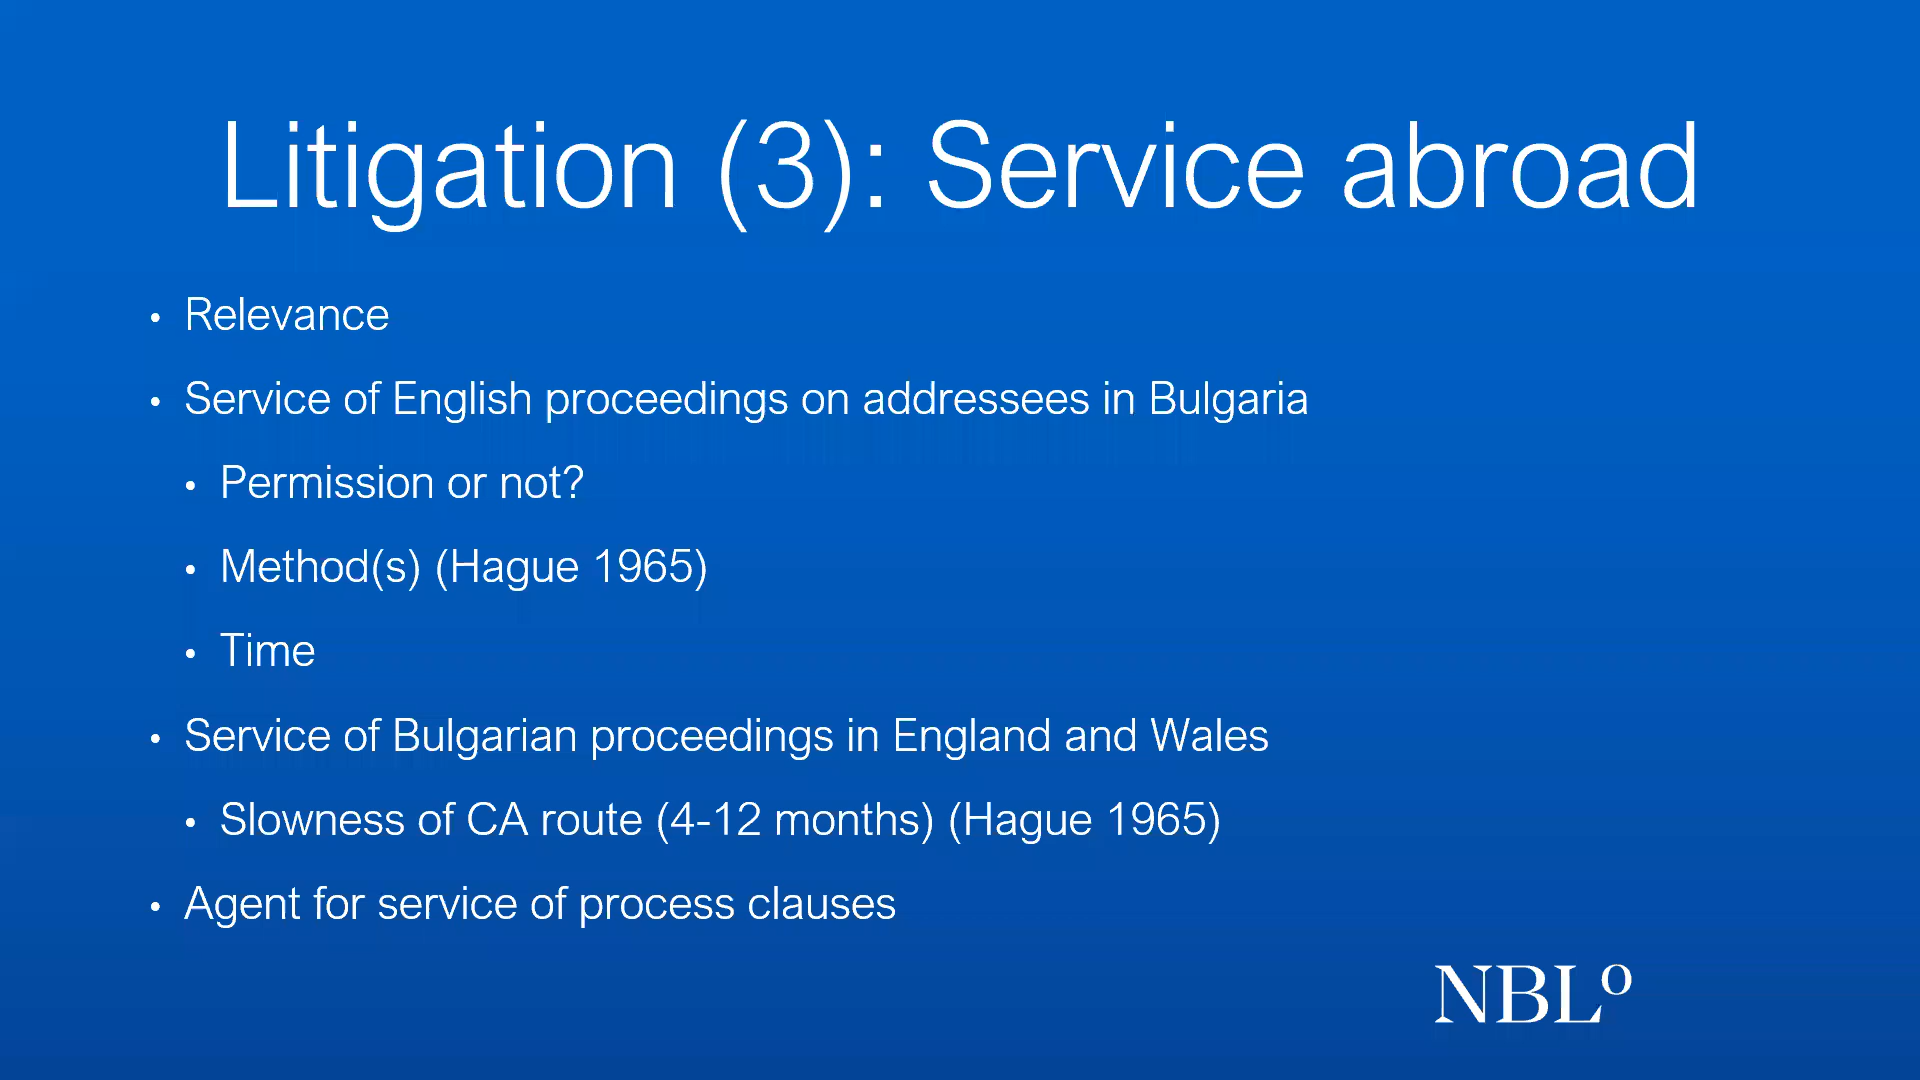 Litigation (3): Service abroad
• Relevance
• Service of English proceedings on addressees in Bulgaria
• Permission or not?
• Method(s) (Hague 1965)
• Time
• Service of Bulgarian proceedings in England and Wales
• Slowness of CA route (4-12 months) (Hague 1965)
• Agent for service of process clauses
NBLº